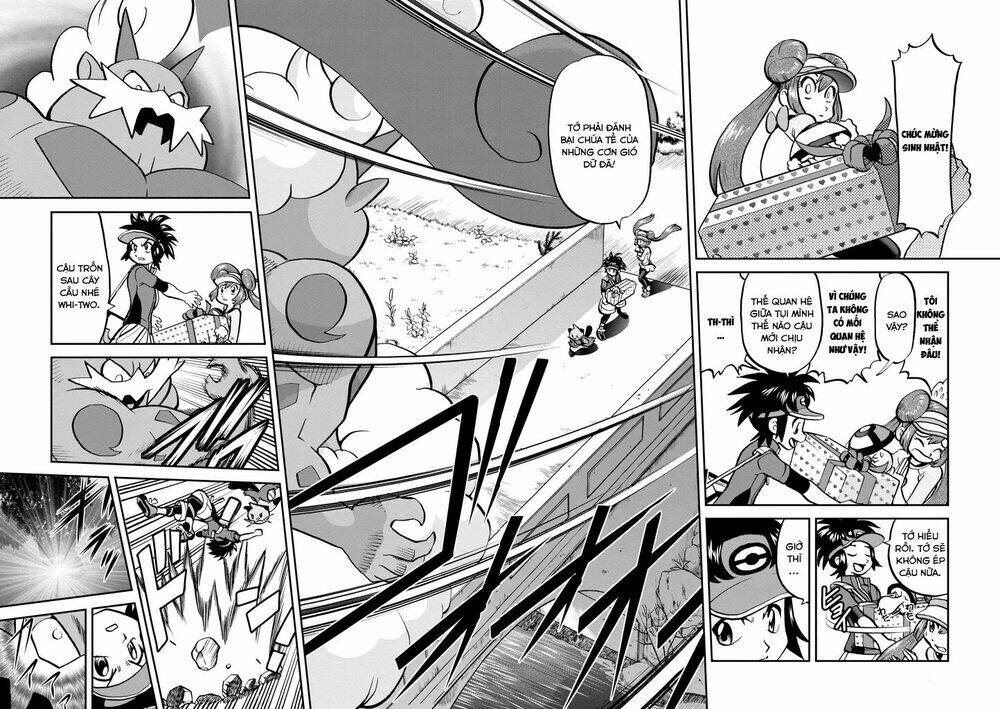 CHÚC MỪNG
SINH NHẬT!
TÔI
KHÔNG
THỂ
NHẬN
ĐÂU!
SAO
VẬY?
VÌ CHÚNG
TA KHÔNG
CÓ MỐI
QUAN HỆ
NHƯ VẬY!
THẾ QUAN HỆ
GIỮA TỤI MÌNH
THẾ NÀO CẬU
MỚI CHỊU
NHẬN?
TH-THÌ
...
TỚ HIỂU
RỒI. TỚ SẼ
KHÔNG ÉP
CẬU NỮA.
GIỜ
THÌ
...
TỚ PHẢI ĐÁNH
BẠI CHÚA TỂ CỦA
NHỮNG CƠN GIÓ
DỮ ĐÃ!
CẬU TRỐN
SAU CÂY
CẦU NHÉ
WHI-TWO.